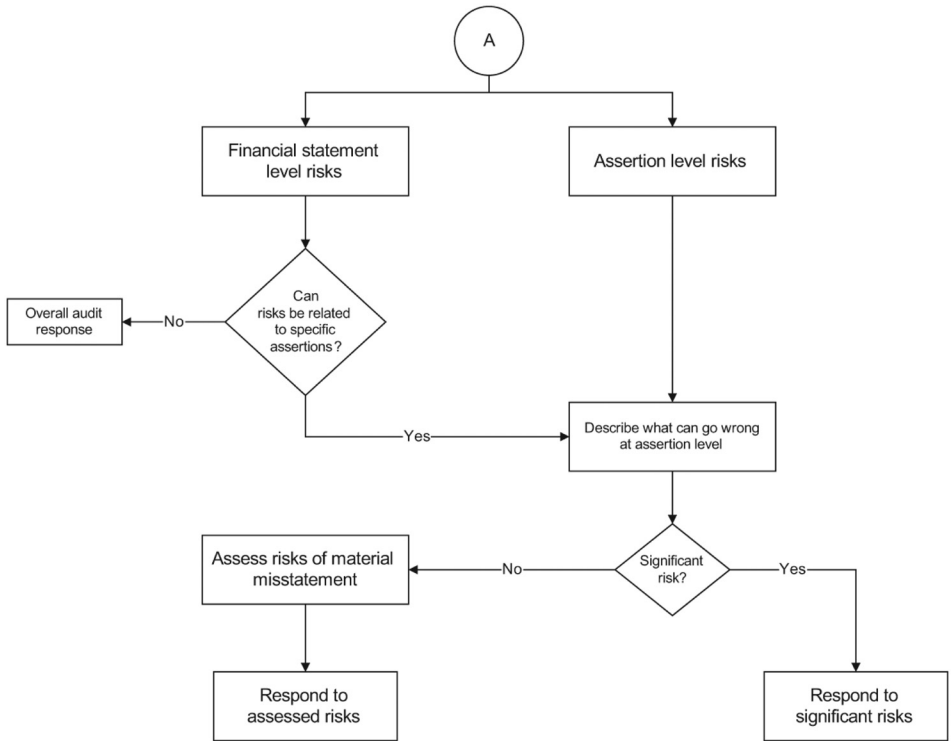 A
Financial statement
level risks
Assertion level risks
Can
risks be related
to specific
assertions?
Overall audit
response
No
Yes
Describe what can go wrong
at assertion level
Significant
risk?
No
Yes
Assess risks of material
misstatement
Respond to
assessed risks
Respond to
significant risks